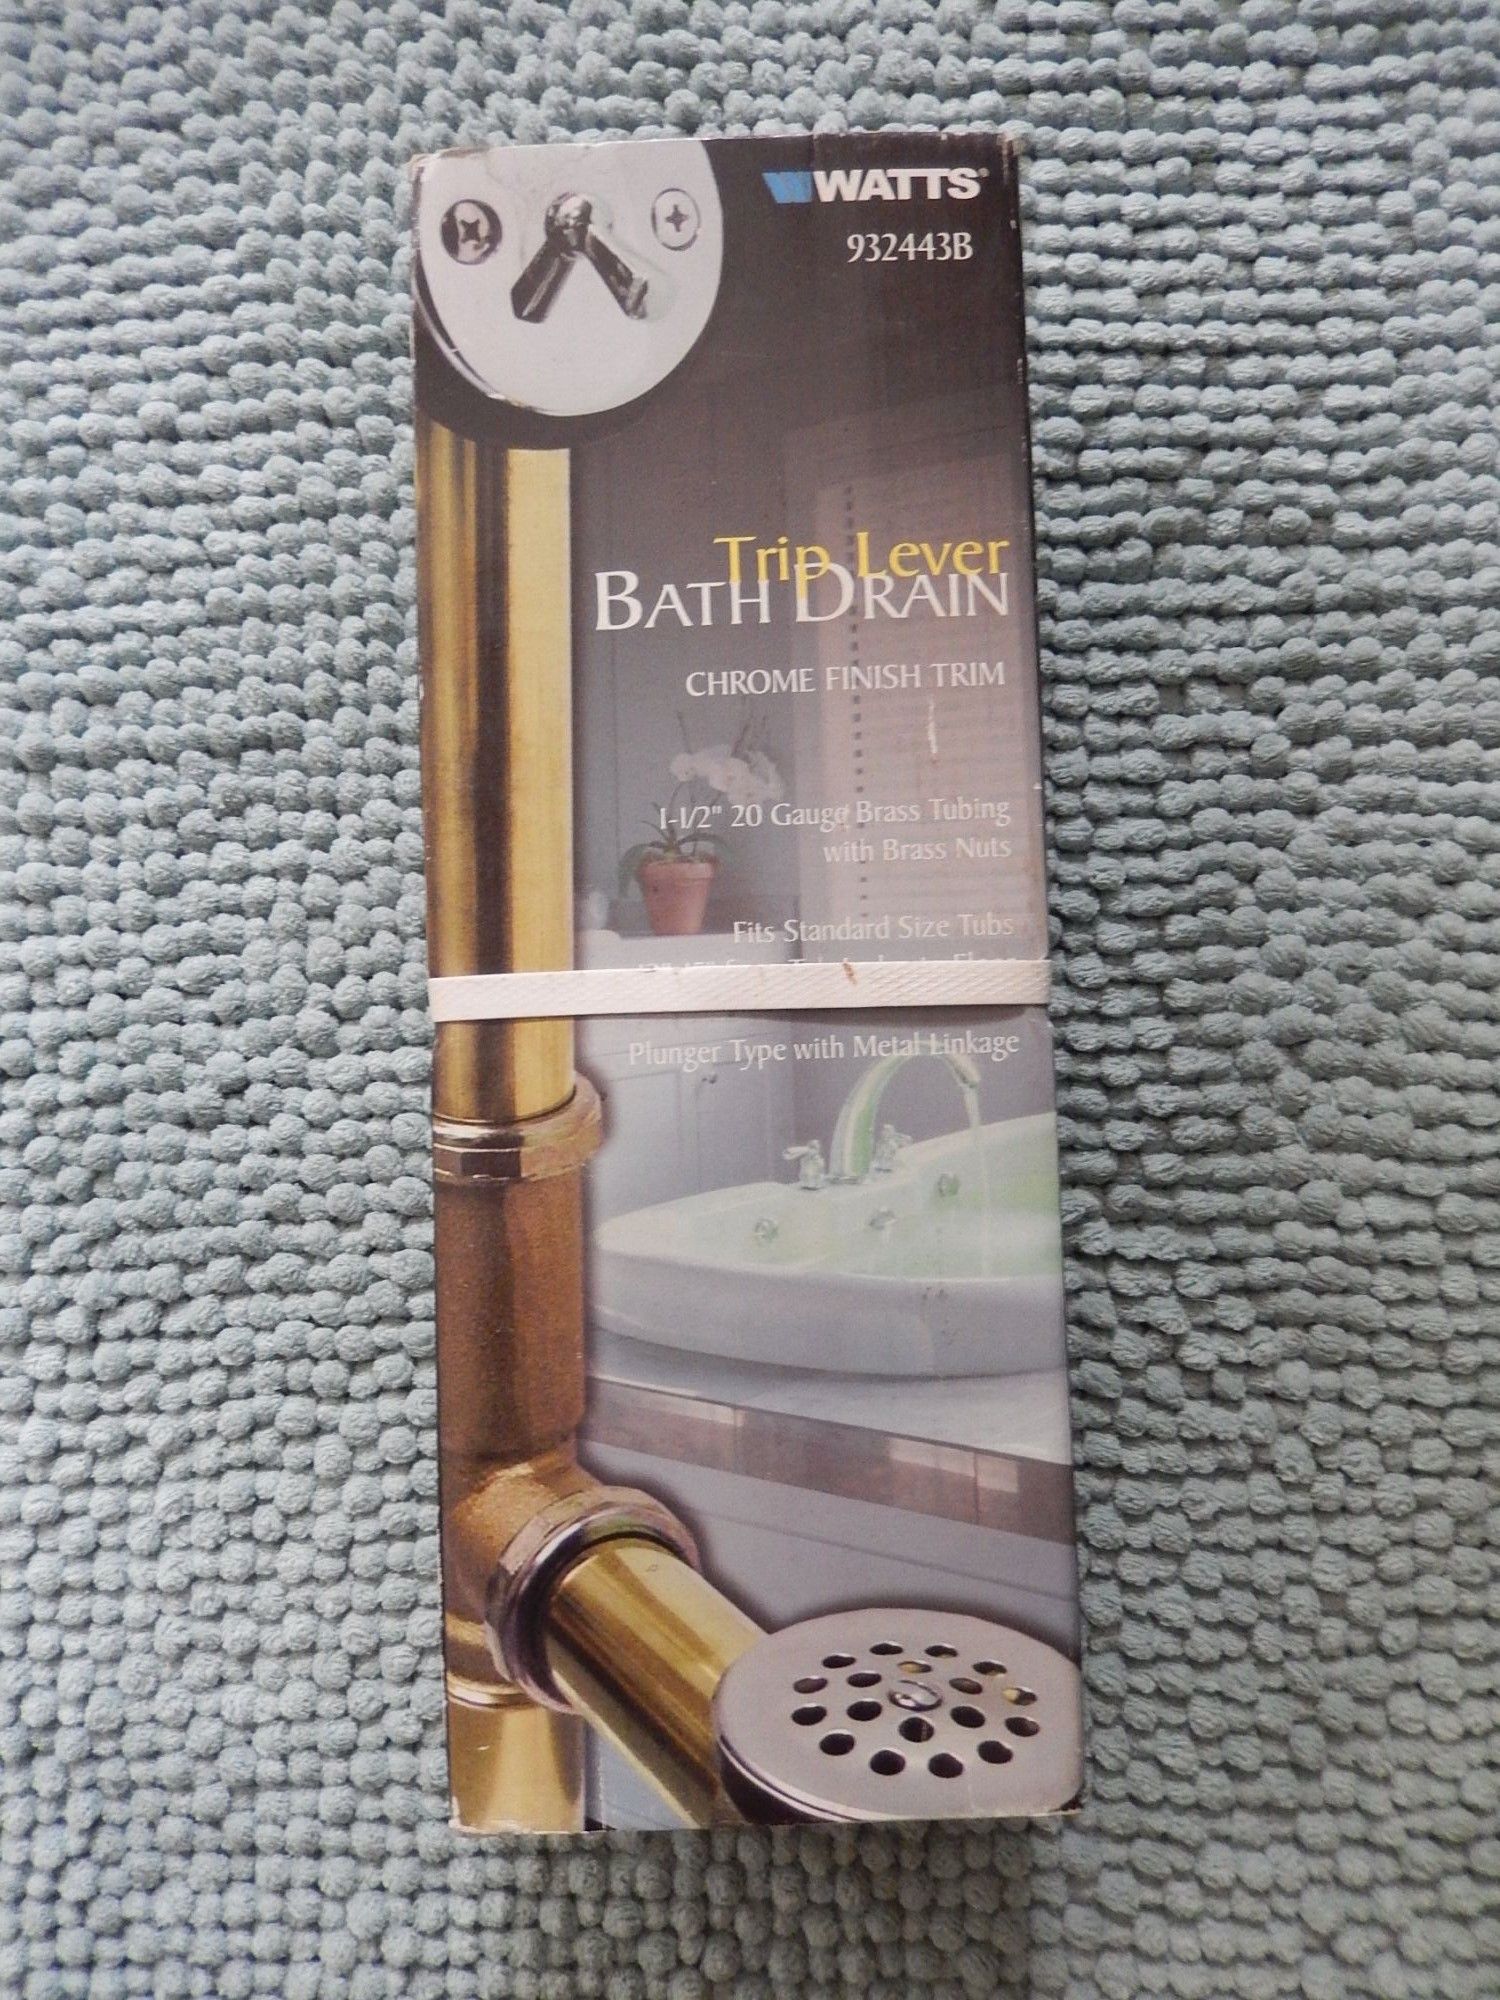 WATTS®
932443B
Trip Lever
BATH DRAIN
CHROME FINISH TRIM
1-1/2" 20 Gauge Brass Tubing
with Brass Nuts
Fits Standard Size Tubs
Plunger Type with Metal Linkage